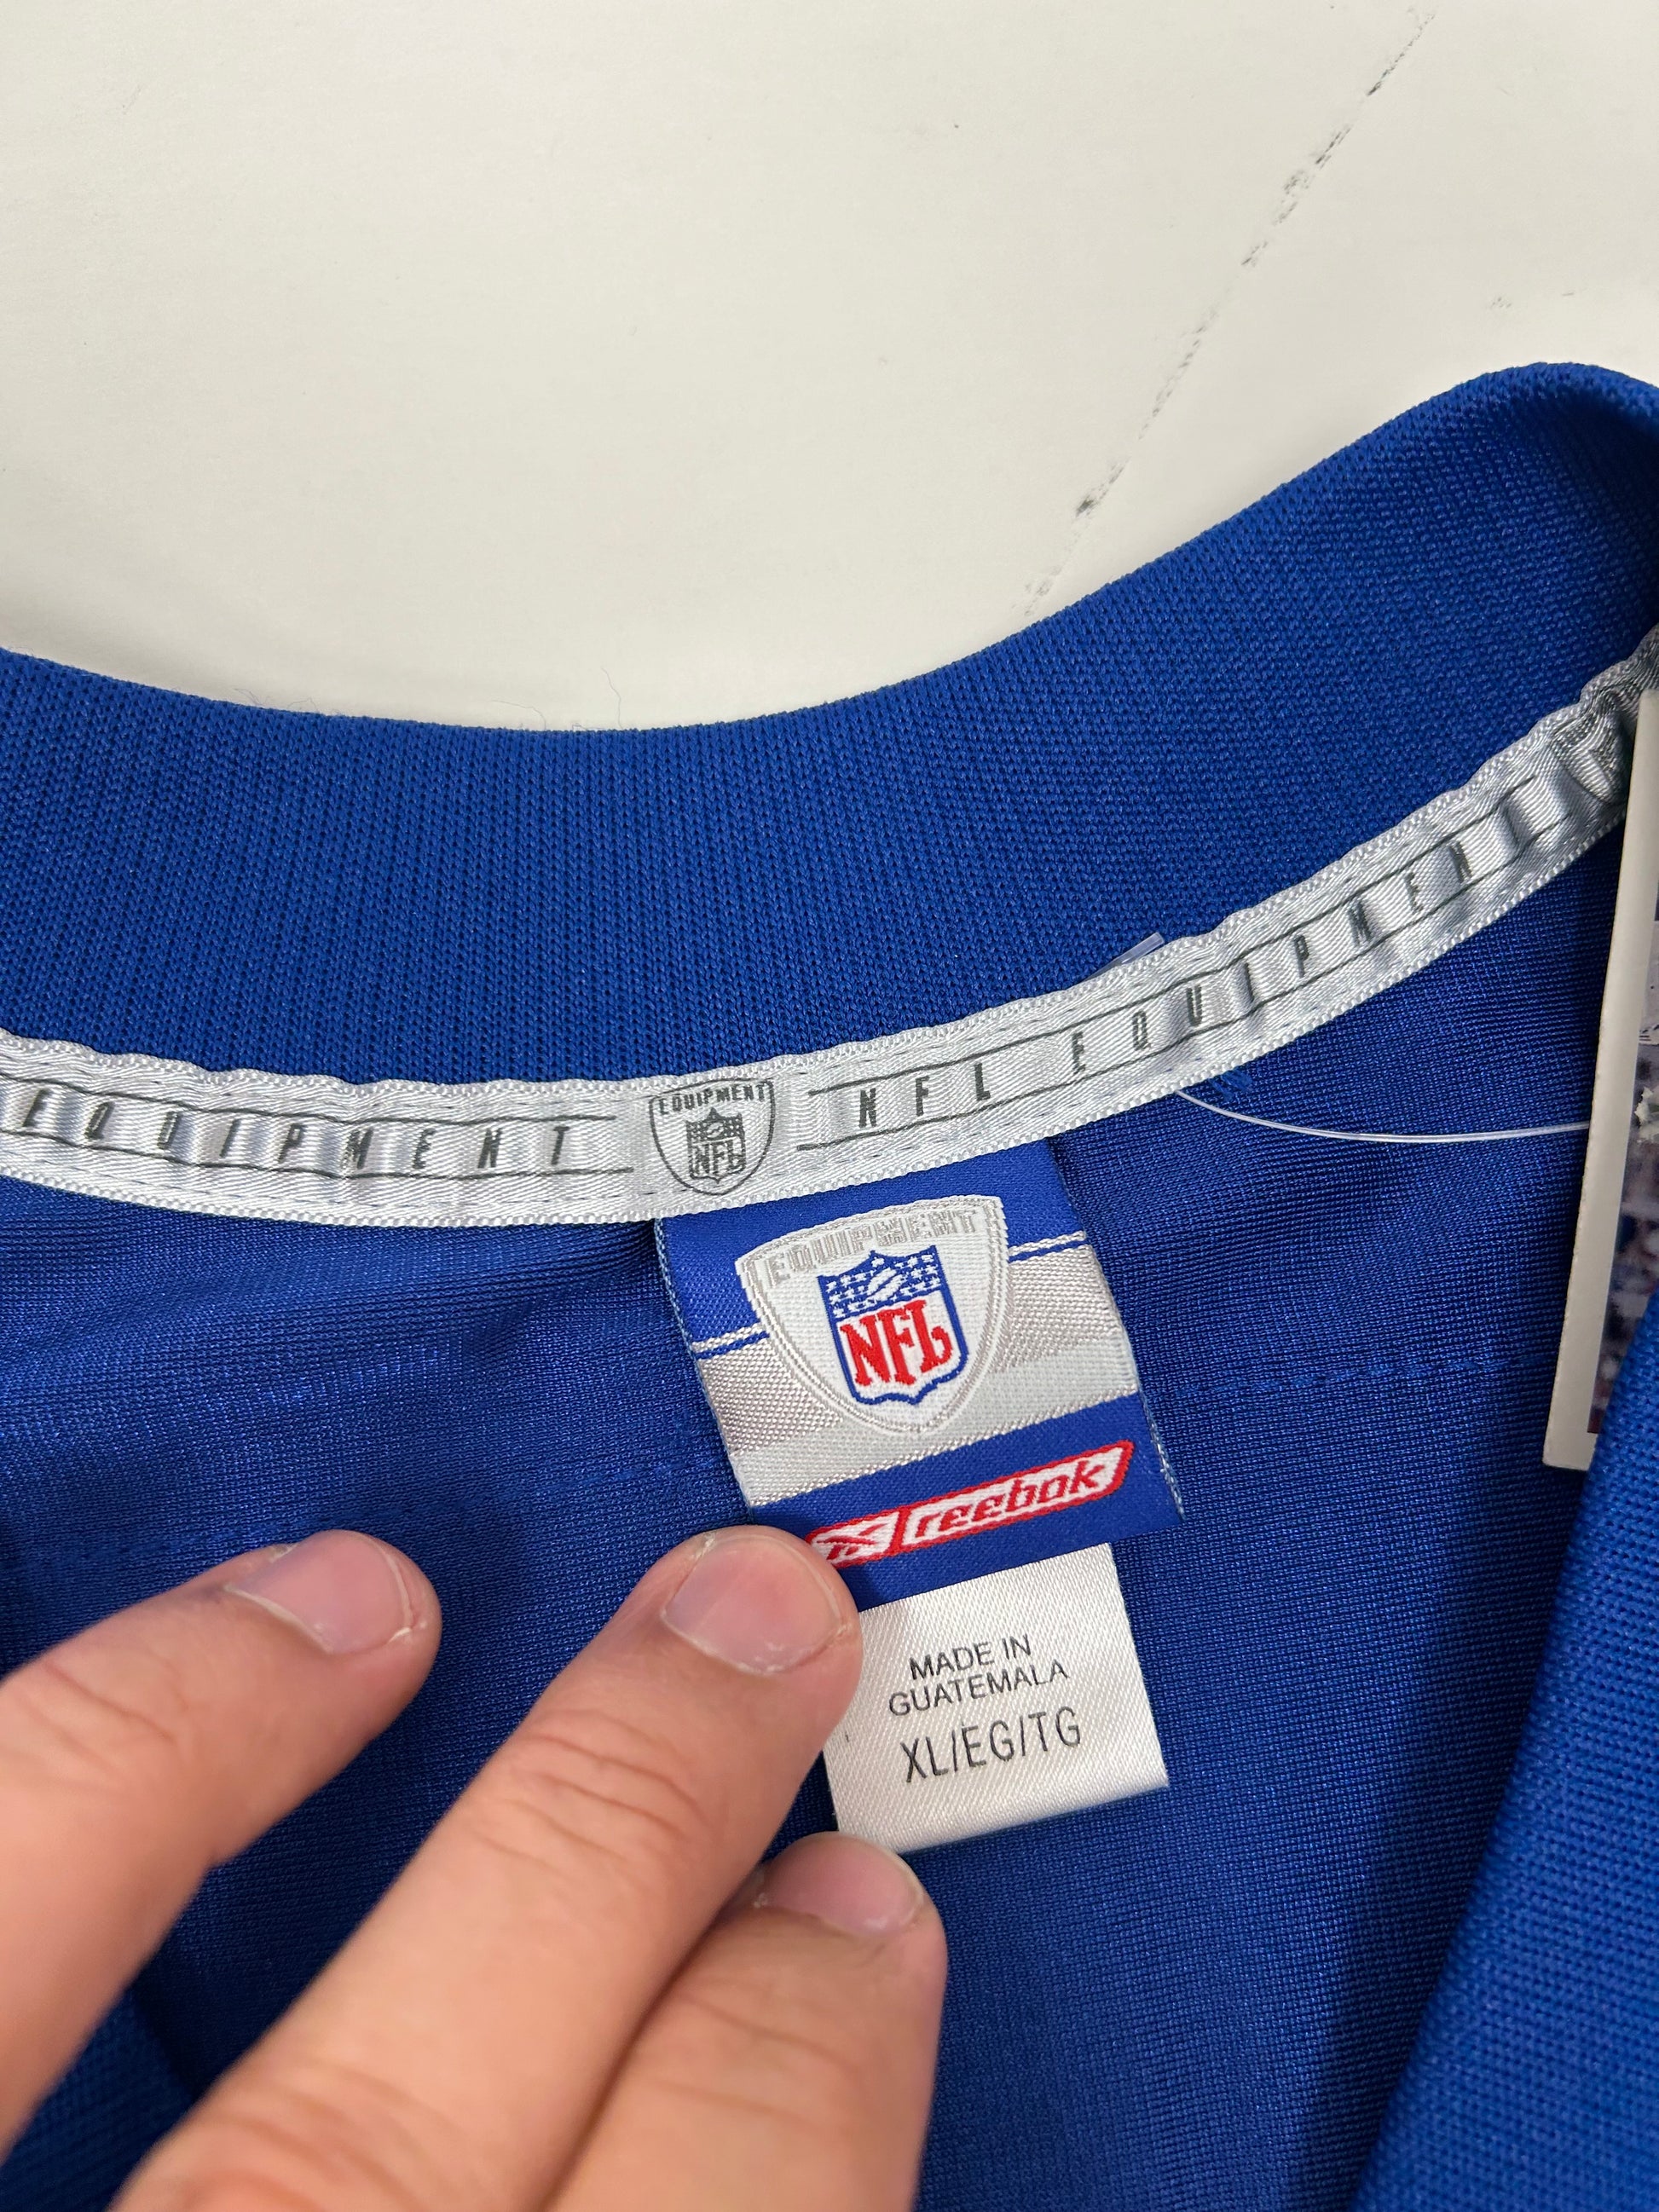 EQUIPMENT
EQUIPMENT
NFL
NFL EQUIPMENT
EQUIPMENT
NFL
reebok
MADE IN
GUATEMALA
XL/EG/TG